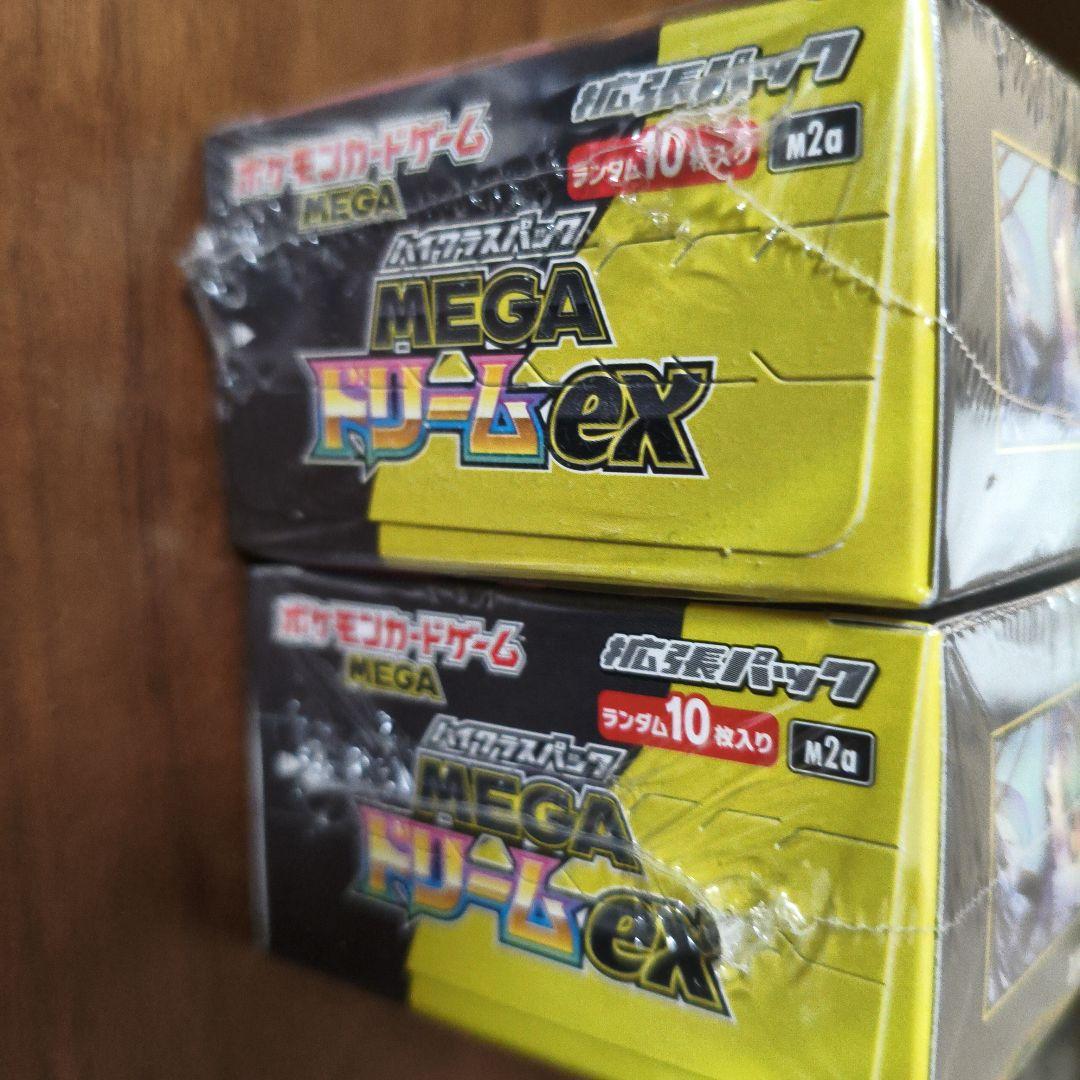 ポケモンカードゲーム
MEGA
拡張パック
ランダム10枚入り
M2a
ハイクラスパック
MEGA
ドリームex
ポケモンカードゲーム
MEGA
拡張パック
ランダム10枚入り
M2a
ハイクラスパック
MEGA
ドリームex